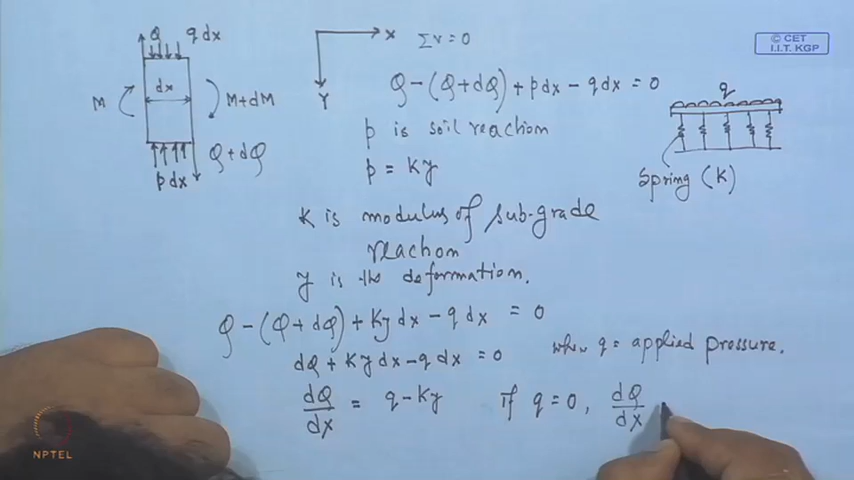 Q q dx
dx
M M+dM
Q+dQ
p dx
X
Y
Σv = 0
© CET
I.I.T. KGP
Q - (Q+dQ) + pdx - qdx = 0
p is soil reaction
p = Ky
q
Spring (K)
K is modulus of sub-grade
reaction
y is the deformation.
Q - (Q+dQ) + Ky dx - q dx = 0
dQ + Ky dx - q dx = 0 when q = applied pressure.
dQ/dx = q - Ky If q = 0, dQ/dx
NPTEL